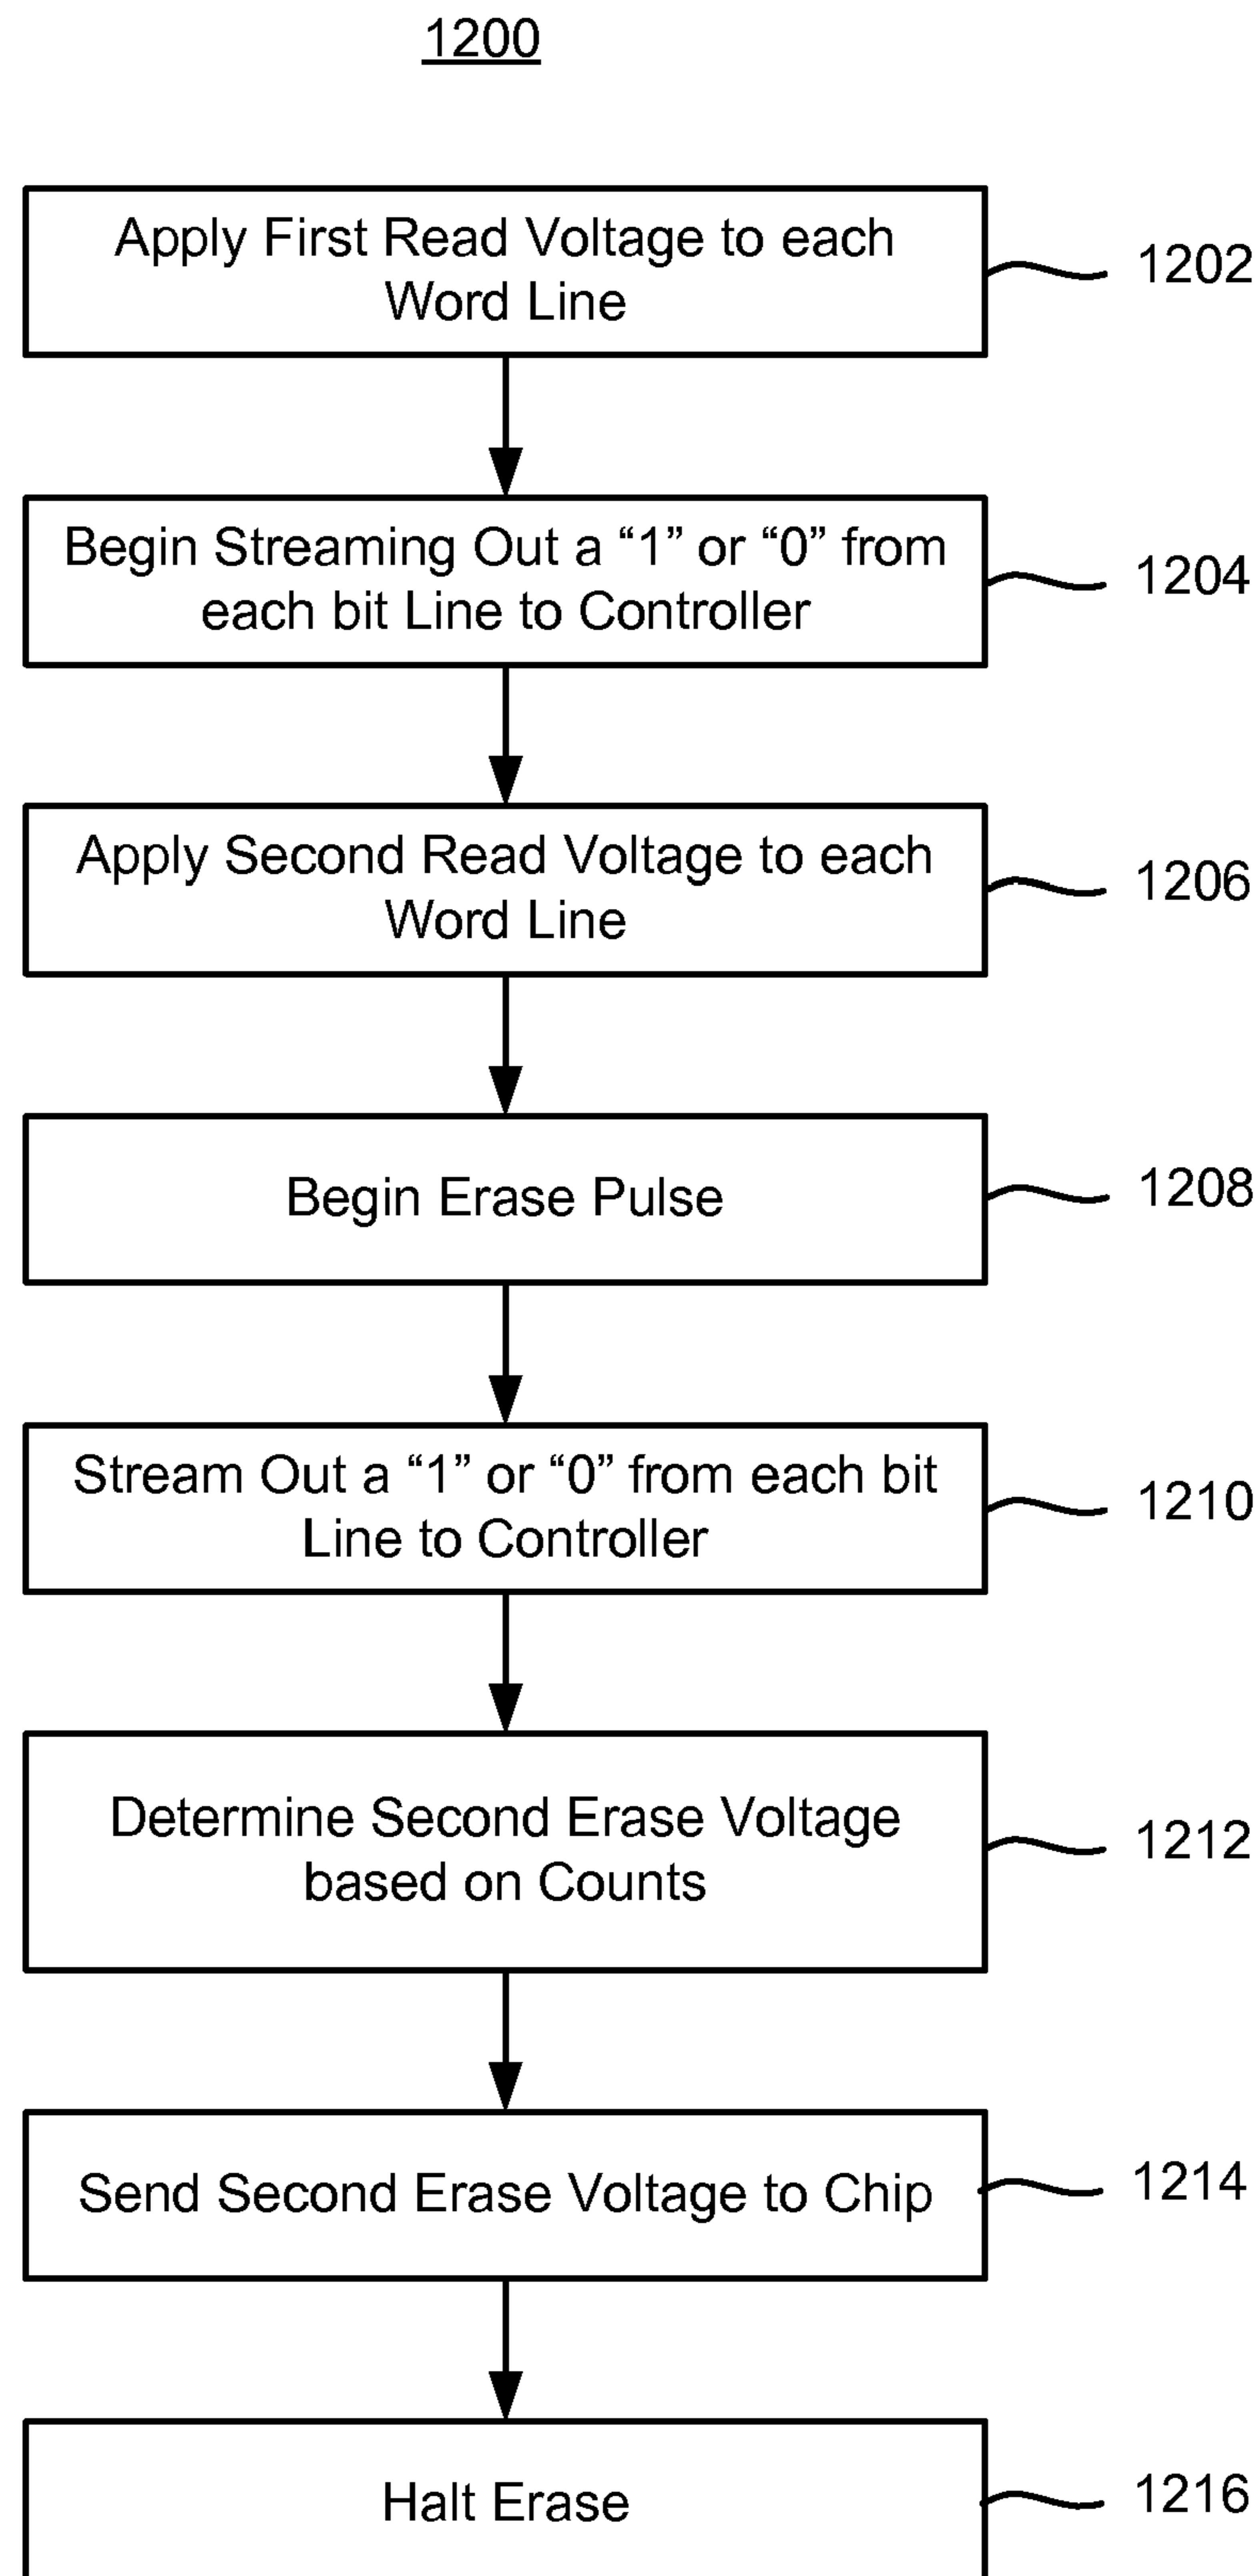 1200
Apply First Read Voltage to each
Word Line
1202
Begin Streaming Out a “1” or “0” from
each bit Line to Controller
1204
Apply Second Read Voltage to each
Word Line
1206
Begin Erase Pulse
1208
Stream Out a “1” or “0” from each bit
Line to Controller
1210
Determine Second Erase Voltage
based on Counts
1212
Send Second Erase Voltage to Chip
1214
Halt Erase
1216